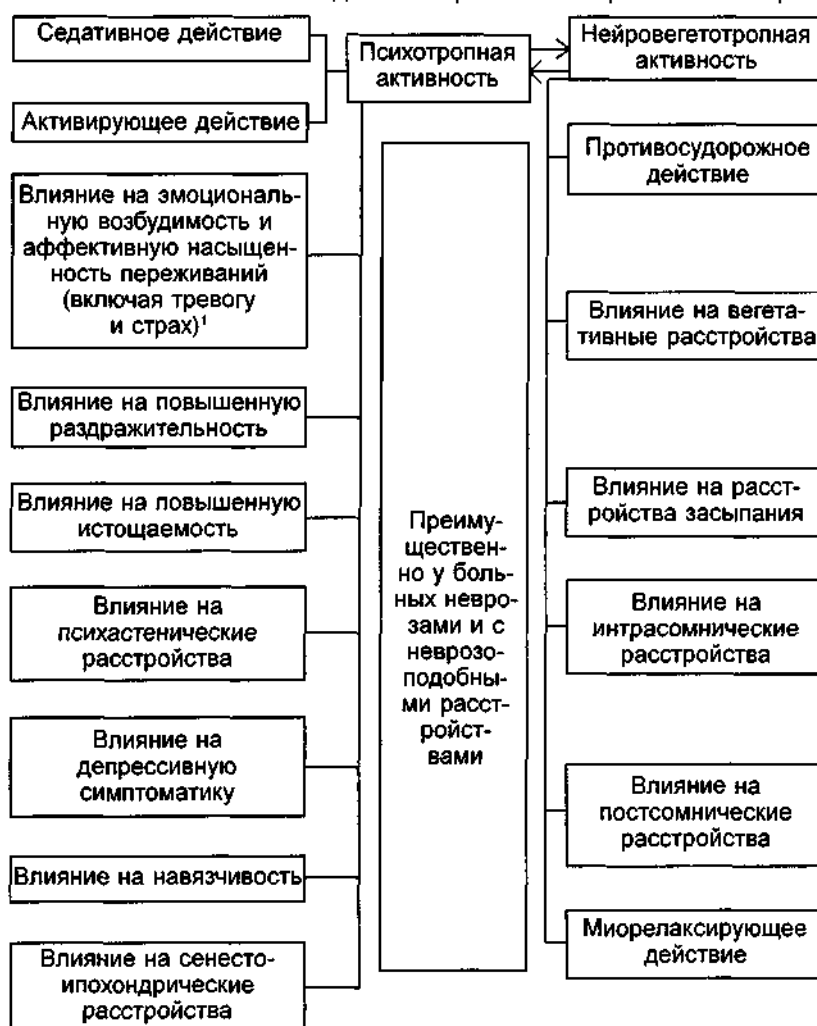 Седативное действие
Активирующее действие
Психотропная
активность
Нейровегетотропная
активность
Влияние на эмоциональ-
ную возбудимость и
аффективную насыщен-
ность переживаний
(включая тревогу
и страх)¹
Влияние на повышенную
раздражительность
Влияние на повышенную
истощаемость
Влияние на
психастенические
расстройства
Влияние на
депрессивную
симптоматику
Влияние на навязчивость
Влияние на сенесто-
ипохондрические
расстройства
Преиму-
ществен-
но у боль-
ных невро-
зами и с
неврозо-
подобны-
ми расст-
ройст-
вами
Противосудорожное
действие
Влияние на вегета-
тивные расстройства
Влияние на расст-
ройства засыпания
Влияние на
интрасомнические
расстройства
Влияние на
постсомнические
расстройства
Миорелаксирующее
действие